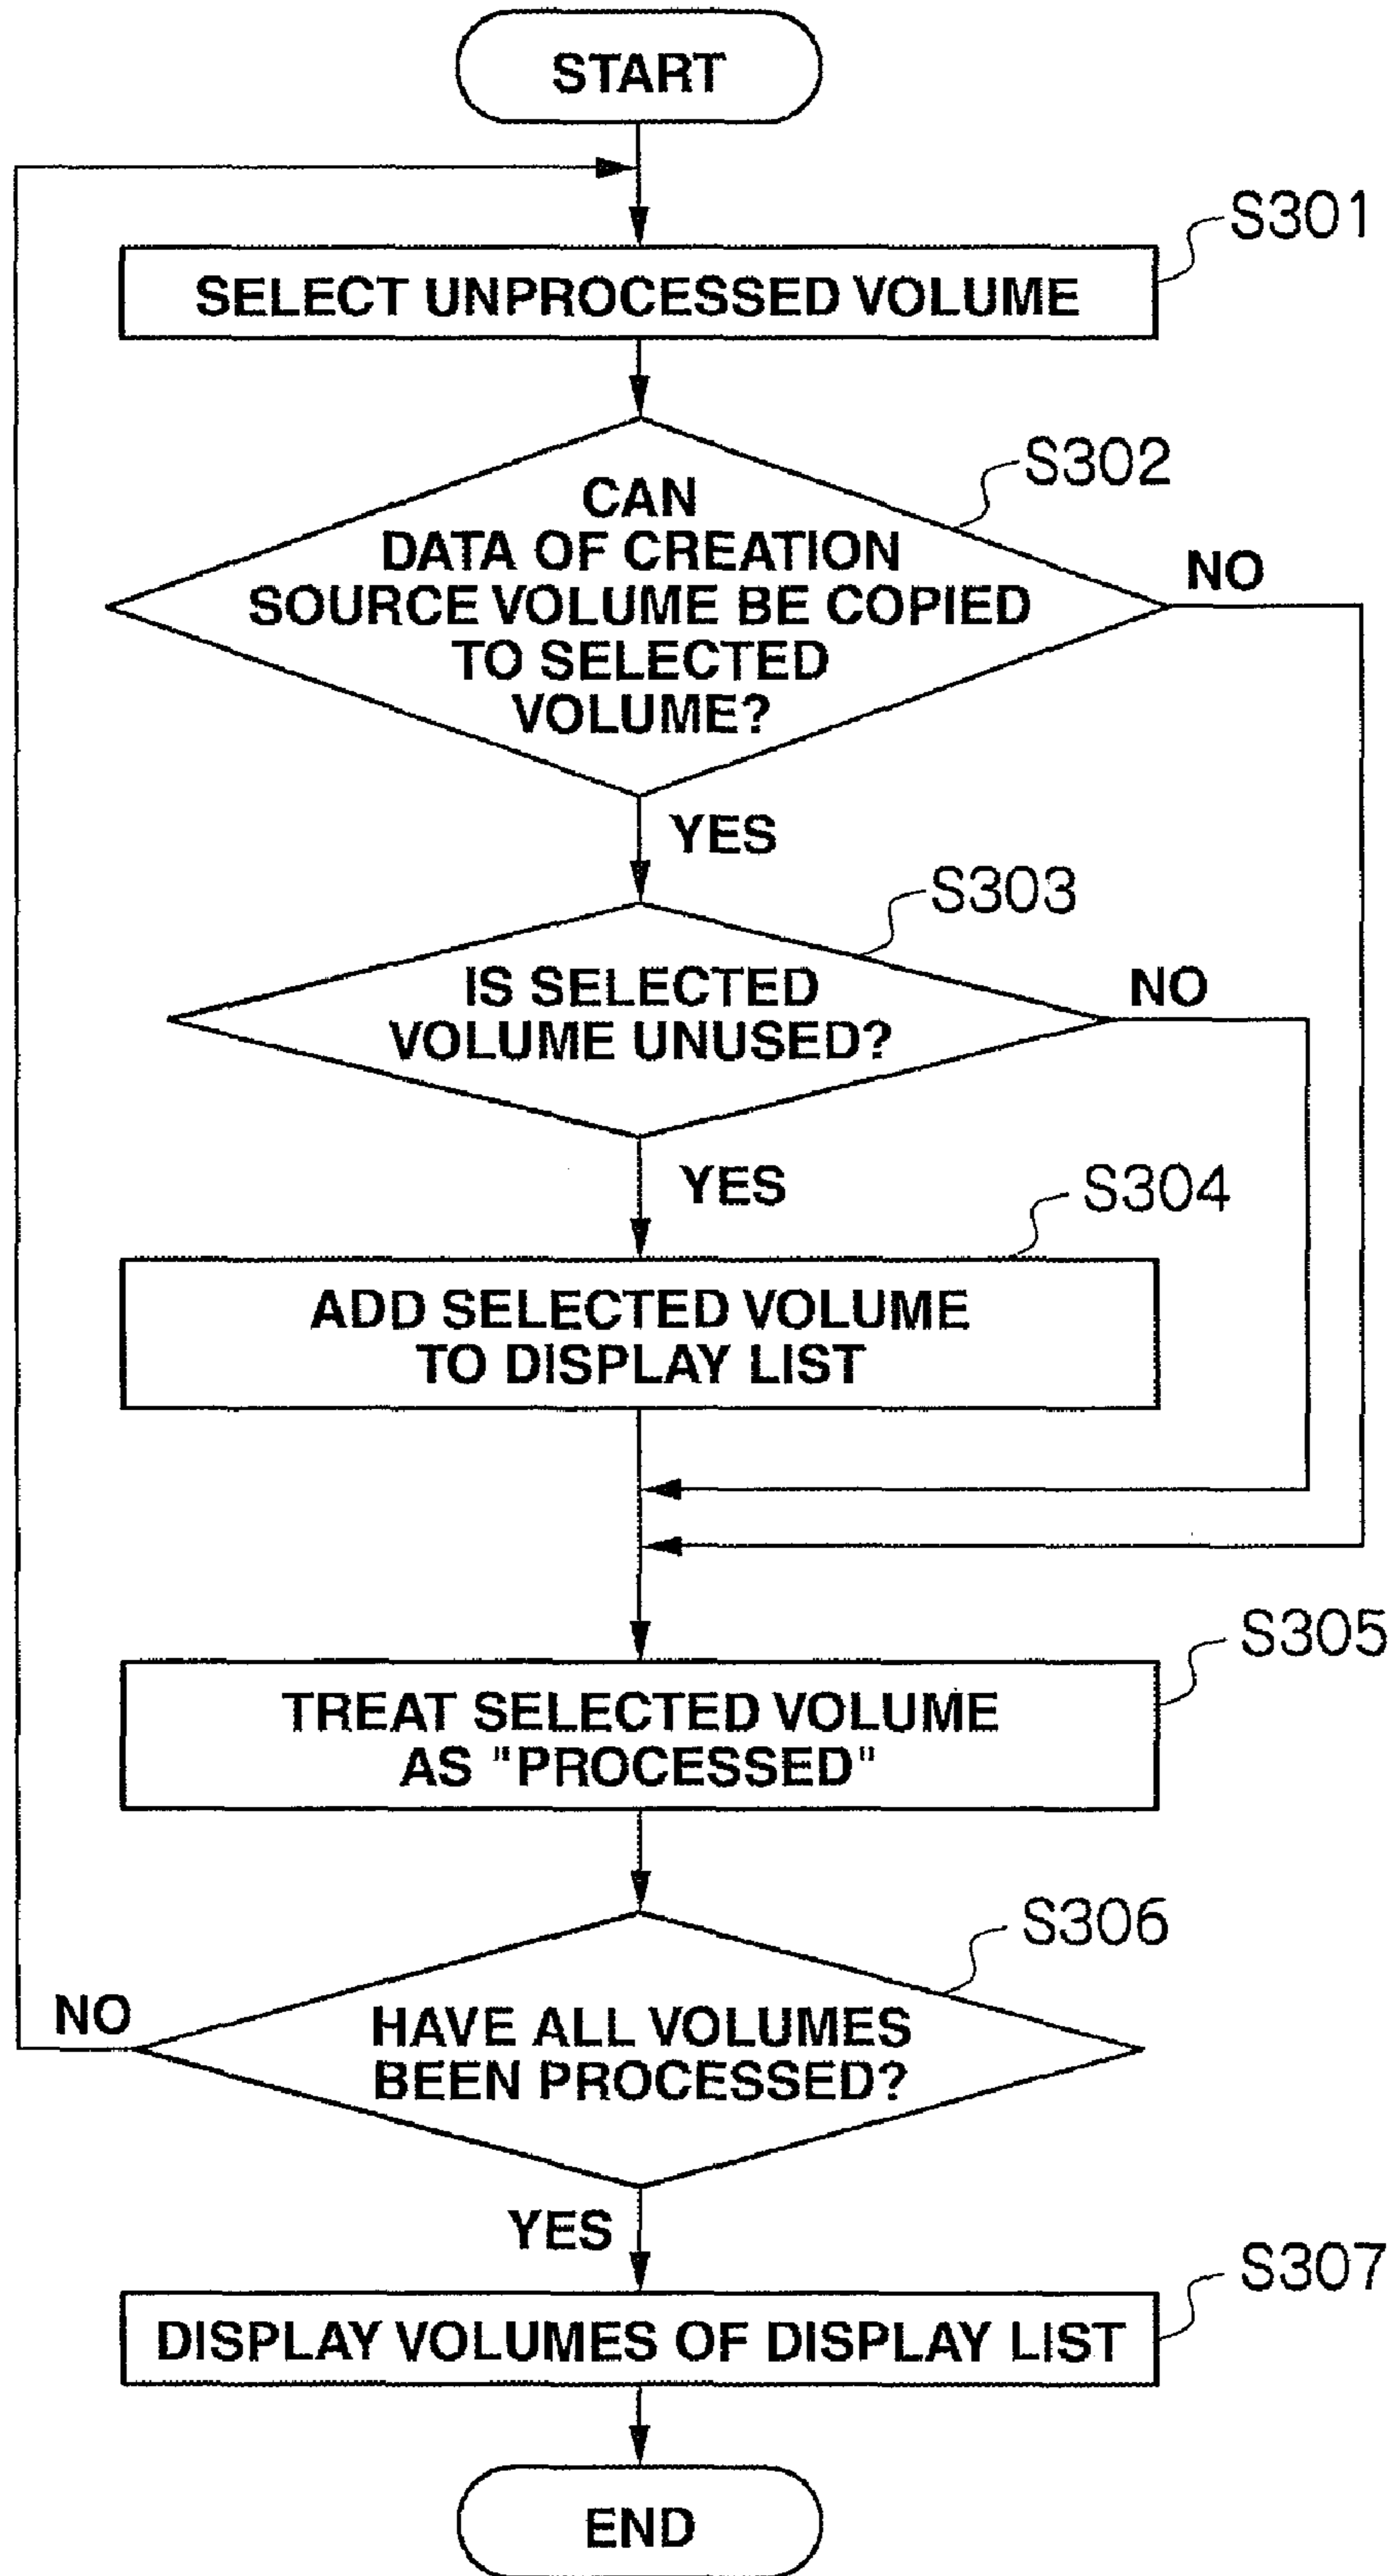 START
S301
SELECT UNPROCESSED VOLUME
S302
CAN
DATA OF CREATION
SOURCE VOLUME BE COPIED
TO SELECTED
VOLUME?
NO
YES
S303
IS SELECTED
VOLUME UNUSED?
NO
YES
S304
ADD SELECTED VOLUME
TO DISPLAY LIST
S305
TREAT SELECTED VOLUME
AS "PROCESSED"
S306
HAVE ALL VOLUMES
BEEN PROCESSED?
NO
YES
S307
DISPLAY VOLUMES OF DISPLAY LIST
END